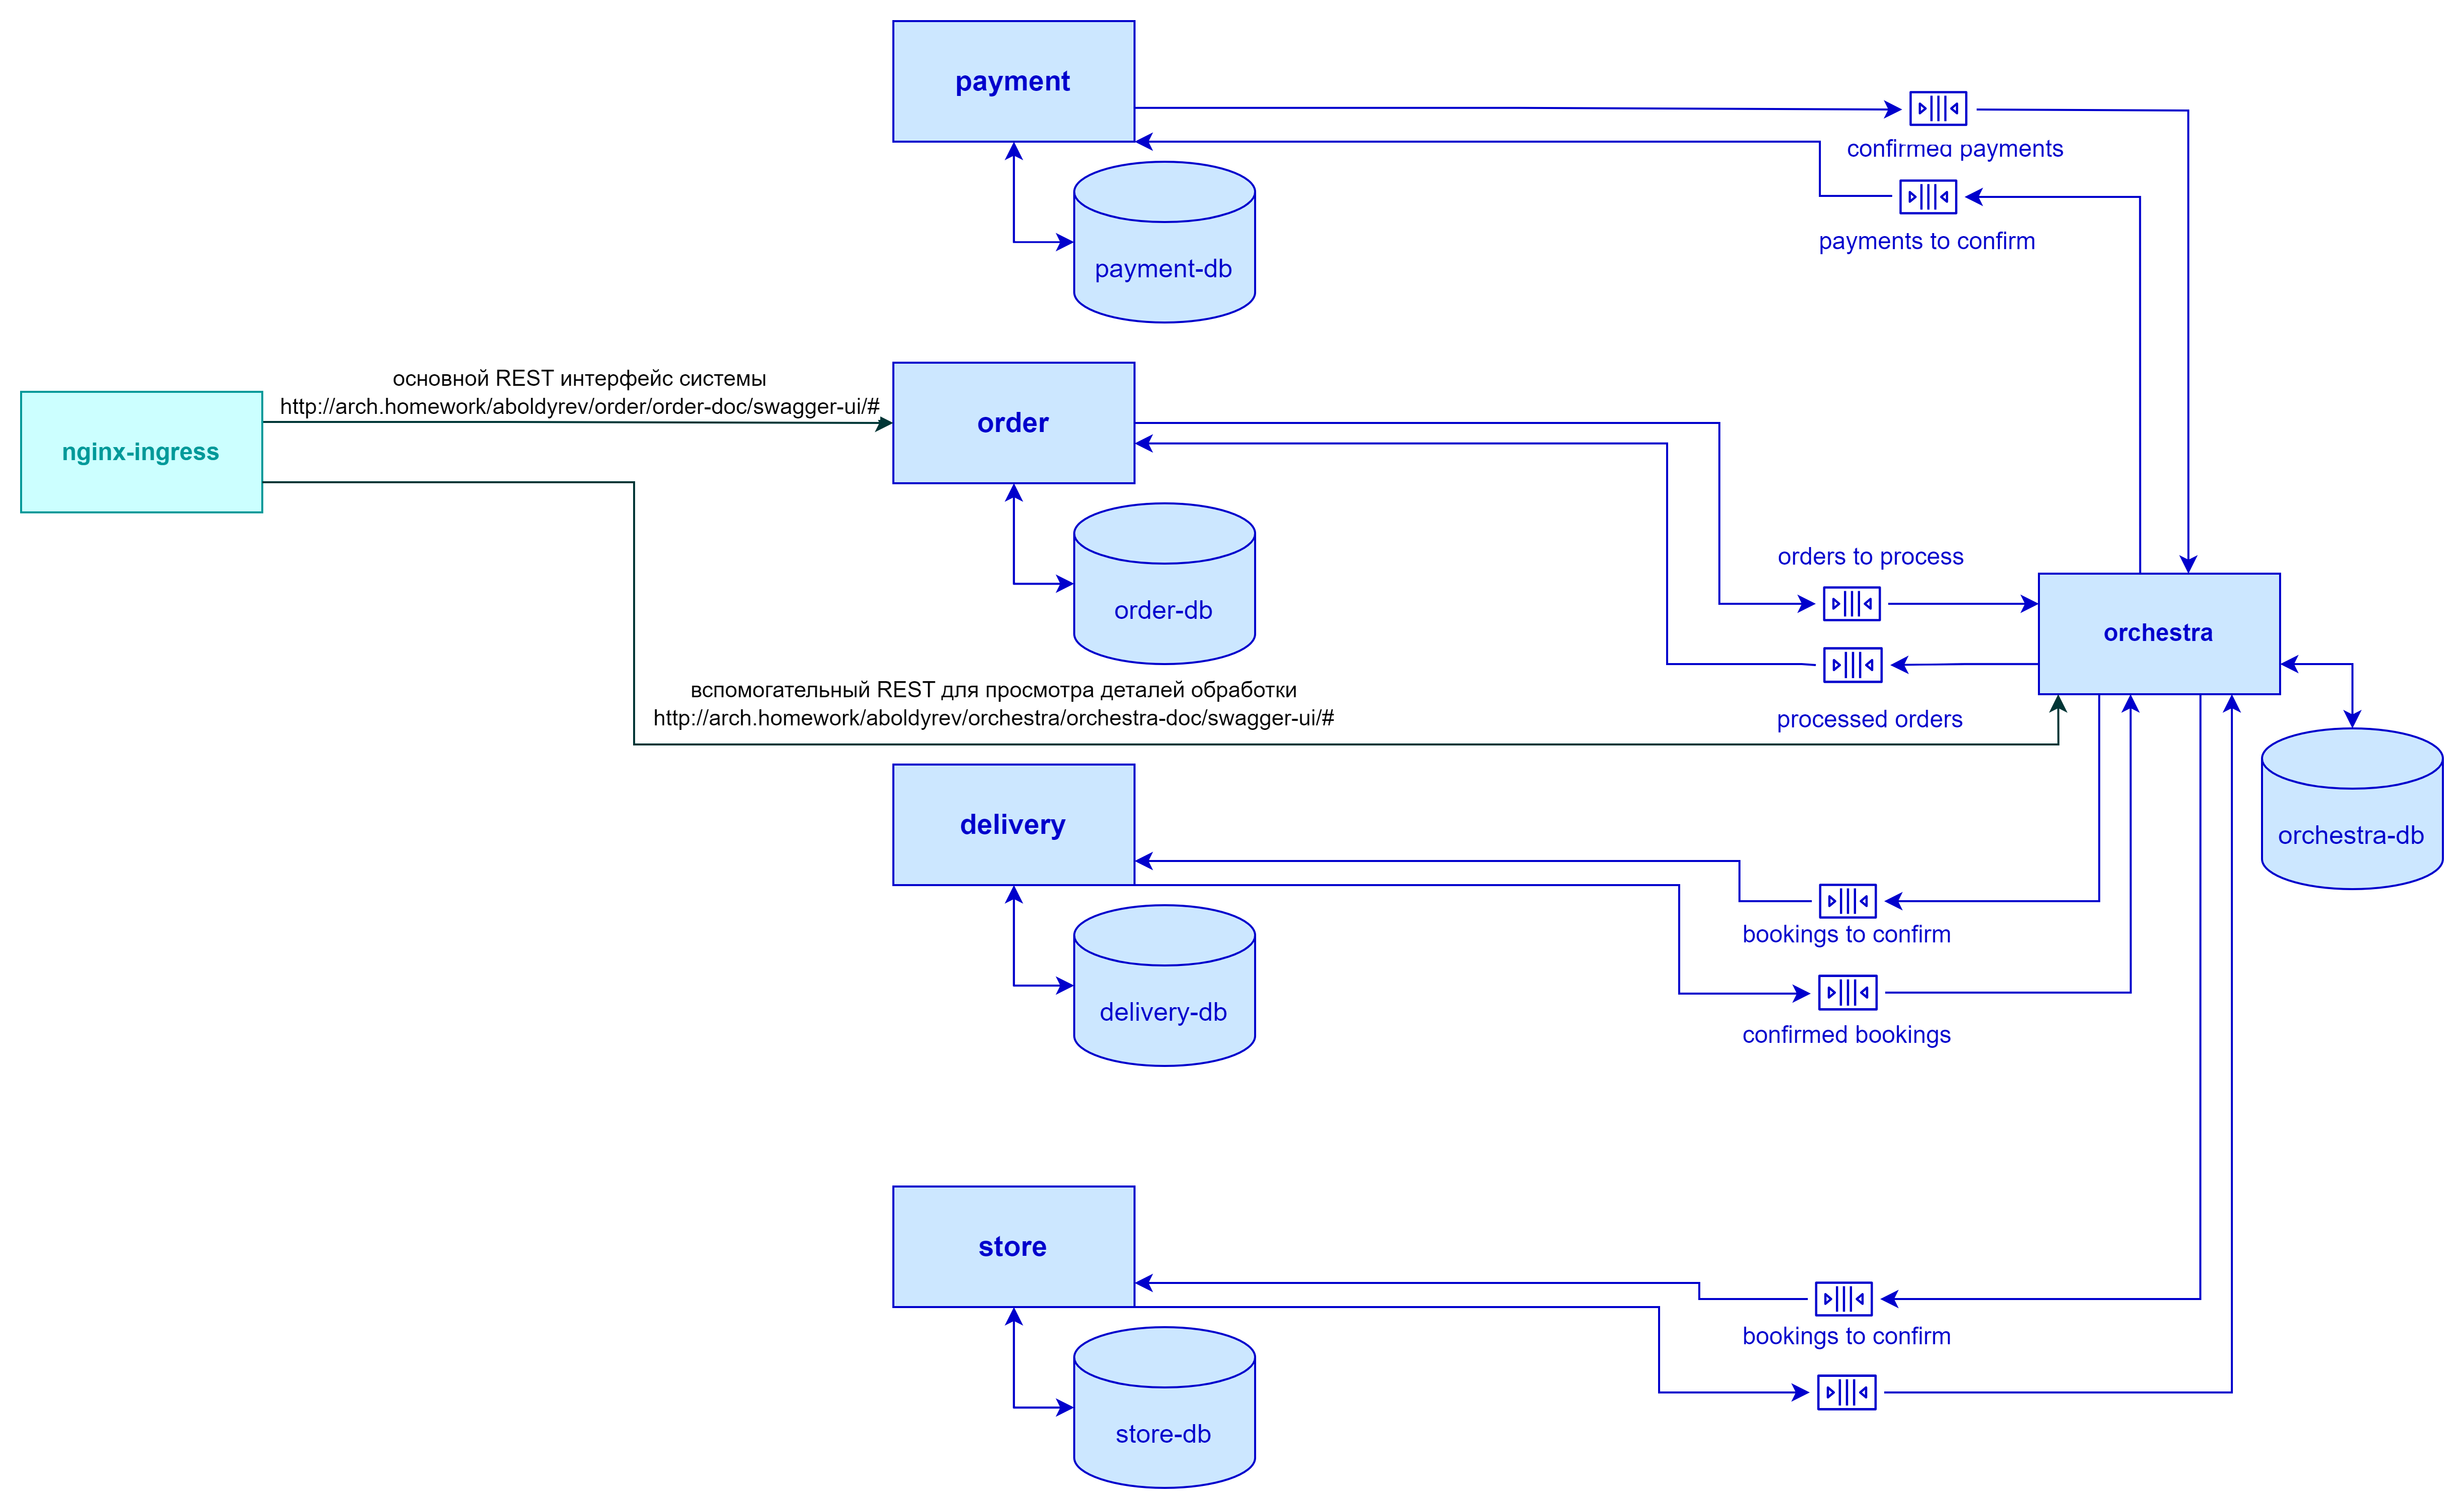 payment
confirmed payments
payments to confirm
payment-db
основной REST интерфейс системы
http://arch.homework/aboldyrev/order/order-doc/swagger-ui/#
nginx-ingress
order
order-db
orders to process
orchestra
вспомогательный REST для просмотра деталей обработки
http://arch.homework/aboldyrev/orchestra/orchestra-doc/swagger-ui/#
processed orders
delivery
orchestra-db
bookings to confirm
delivery-db
confirmed bookings
store
bookings to confirm
store-db